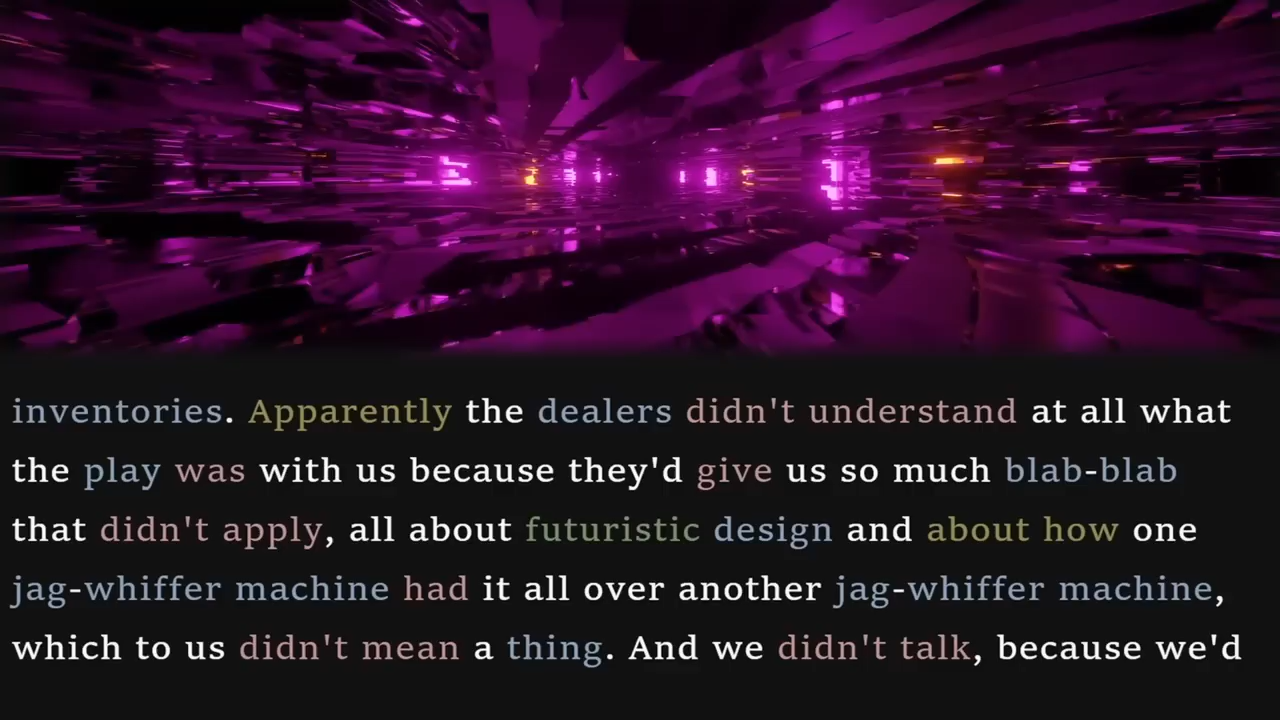 inventories. Apparently the dealers didn't understand at all what
the play was with us because they'd give us so much blab-blab
that didn't apply, all about futuristic design and about how one
jag-whiffer machine had it all over another jag-whiffer machine,
which to us didn't mean a thing. And we didn't talk, because we'd